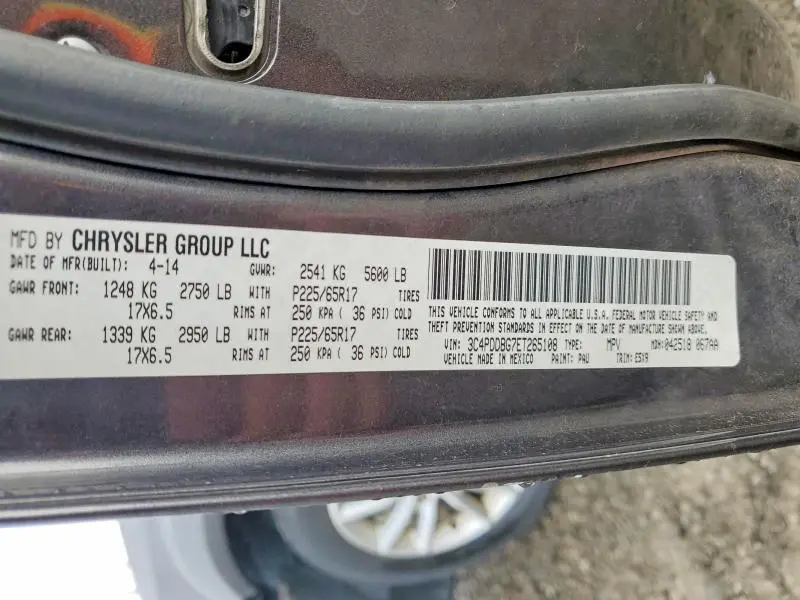 MFD BY CHRYSLER GROUP LLC
DATE OF MFR(BUILT): 4-14 GVWR: 2541 KG 5600 LB
GAWR FRONT: 1248 KG 2750 LB WITH P225/65R17 TIRES
17X6.5 RIMS AT 250 KPA ( 36 PSI) COLD
GAWR REAR: 1339 KG 2950 LB WITH P225/65R17 TIRES
17X6.5 RIMS AT 250 KPA ( 36 PSI) COLD
THIS VEHICLE CONFORMS TO ALL APPLICABLE U.S.A. FEDERAL MOTOR VEHICLE SAFETY AND
THEFT PREVENTION STANDARDS IN EFFECT ON THE DATE OF MANUFACTURE SHOWN ABOVE.
VIN: 3C4PDDBG7ET265108 TYPE: MPV MDH: 042518 067AA
VEHICLE MADE IN MEXICO PAINT: PAU TRIM: E5X9